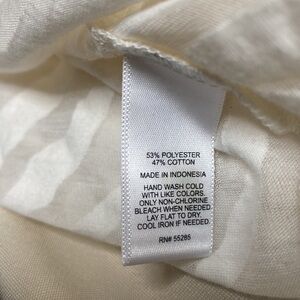 53% POLYESTER
47% COTTON
MADE IN INDONESIA
HAND WASH COLD
WITH LIKE COLORS.
ONLY NON-CHLORINE
BLEACH WHEN NEEDED.
LAY FLAT TO DRY.
COOL IRON IF NEEDED.
RN# 55285